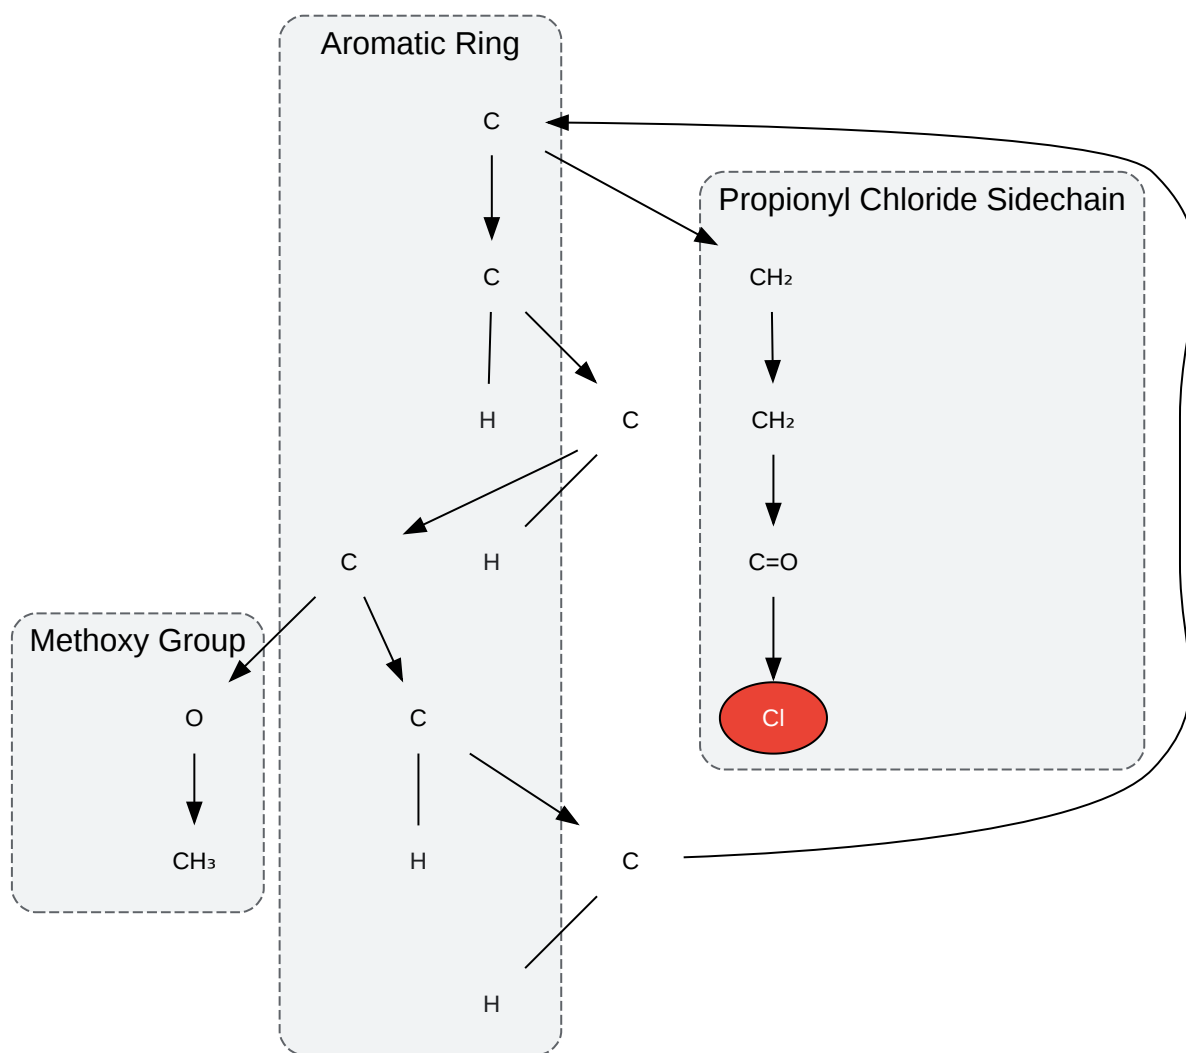 Aromatic Ring
C
Propionyl Chloride Sidechain
C
CH₂
H
C
CH₂
C
H
C=O
Methoxy Group
O
C
Cl
CH₃
H
C
H